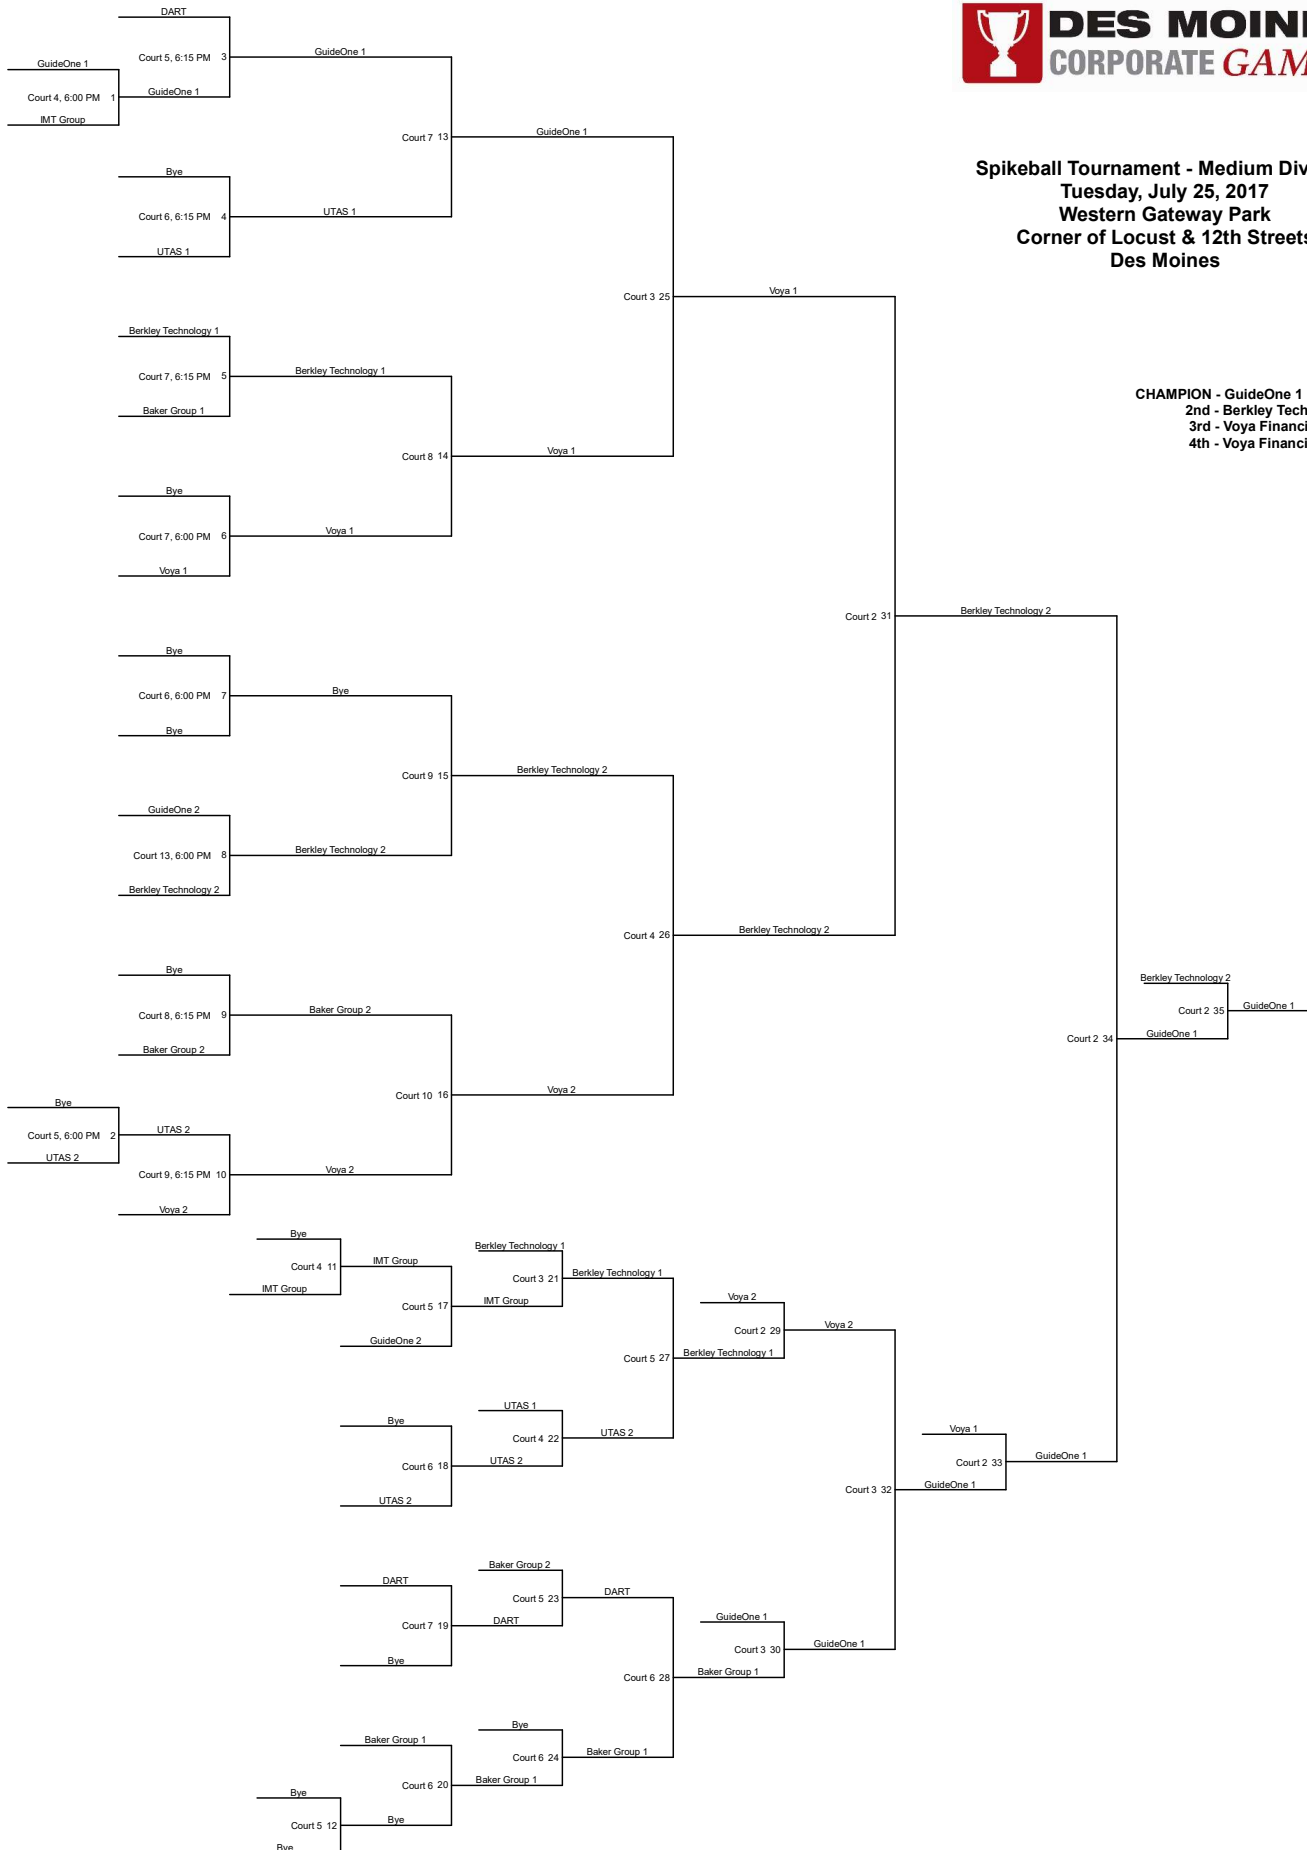 DES MOIN
CORPORATE GAM
Spikeball Tournament - Medium Div
Tuesday, July 25, 2017
Western Gateway Park
Corner of Locust & 12th Streets
Des Moines
CHAMPION - GuideOne 1
2nd - Berkley Tech
3rd - Voya Financi
4th - Voya Financi
DART
Court 5, 6:15 PM 3
GuideOne 1
GuideOne 1
Court 4, 6:00 PM 1
GuideOne 1
IMT Group
Court 7 13
GuideOne 1
Bye
Court 6, 6:15 PM 4
UTAS 1
UTAS 1
Court 3 25
Voya 1
Berkley Technology 1
Court 7, 6:15 PM 5
Berkley Technology 1
Baker Group 1
Court 8 14
Voya 1
Bye
Court 7, 6:00 PM 6
Voya 1
Voya 1
Court 2 31
Berkley Technology 2
Bye
Court 6, 6:00 PM 7
Bye
Bye
Court 9 15
Berkley Technology 2
GuideOne 2
Court 13, 6:00 PM 8
Berkley Technology 2
Berkley Technology 2
Court 4 26
Berkley Technology 2
Bye
Court 8, 6:15 PM 9
Baker Group 2
Baker Group 2
Court 10 16
Voya 2
Bye
Court 5, 6:00 PM 2
UTAS 2
UTAS 2
Court 9, 6:15 PM 10
Voya 2
Voya 2
Berkley Technology 2
Court 2 35
GuideOne 1
Court 2 34
GuideOne 1
Bye
Court 4 11
IMT Group
IMT Group
Court 5 17
IMT Group
GuideOne 2
Berkley Technology 1
Court 3 21
Berkley Technology 1
Court 5 27
Berkley Technology 1
Voya 2
Court 2 29
Voya 2
Bye
Court 6 18
UTAS 2
UTAS 2
UTAS 1
Court 4 22
UTAS 2
Court 3 32
GuideOne 1
Voya 1
Court 2 33
GuideOne 1
DART
Court 7 19
DART
Bye
Baker Group 2
Court 5 23
DART
Court 6 28
Baker Group 1
GuideOne 1
Court 3 30
GuideOne 1
Baker Group 1
Court 6 20
Baker Group 1
Bye
Court 6 24
Baker Group 1
Bye
Court 5 12
Bye
Bye